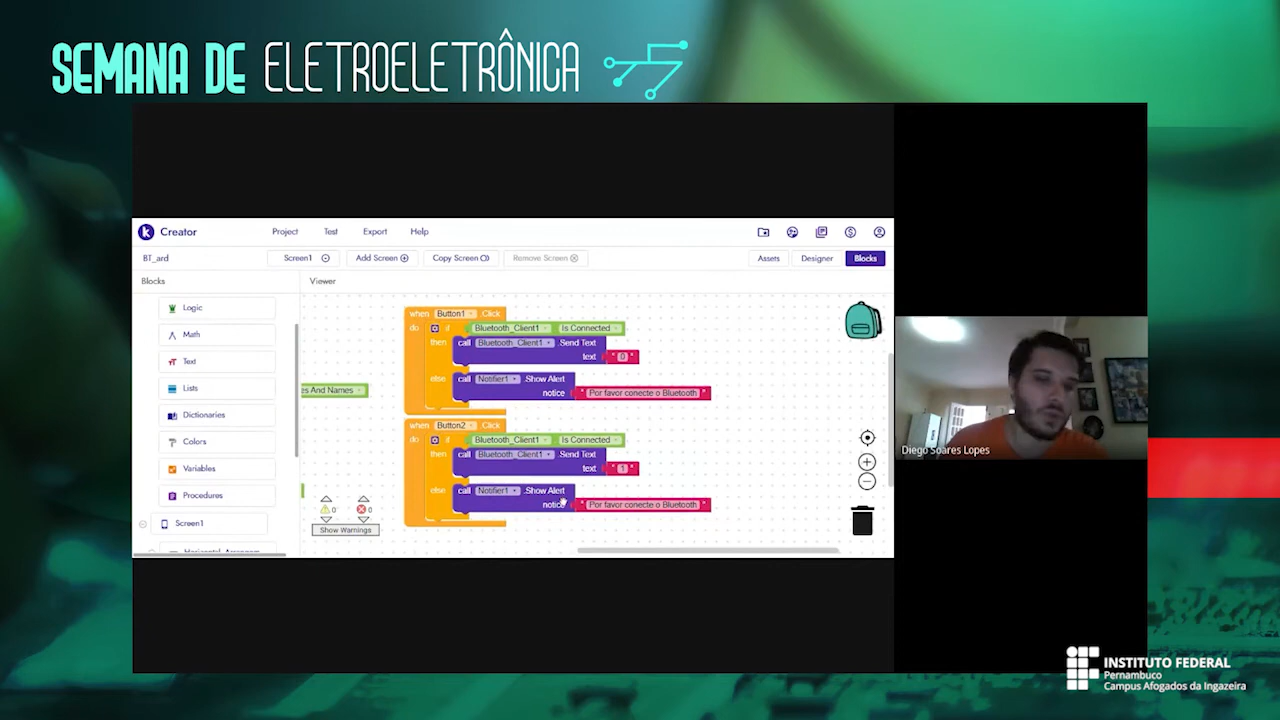 SEMANA DE ELETROELETRÔNICA
Creator
Project Test Export Help
BT_ard
Screen1 Add Screen Copy Screen Remove Screen
Assets Designer Blocks
Blocks
Viewer
Logic
Math
Text
Lists
Dictionaries
Colors
Variables
Procedures
Screen1
es And Names
when Button1 .Click
do if Bluetooth_Client1 Is Connected
then call Bluetooth_Client1 .Send Text
text "0"
else call Notifier1 .Show Alert
notice "Por favor conecte o Bluetooth"
when Button2 .Click
do if Bluetooth_Client1 Is Connected
then call Bluetooth_Client1 .Send Text
text "1"
else call Notifier1 .Show Alert
notice "Por favor conecte o Bluetooth"
0 0
Show Warnings
Diego Soares Lopes
INSTITUTO FEDERAL
Pernambuco
Campus Afogados da Ingazeira